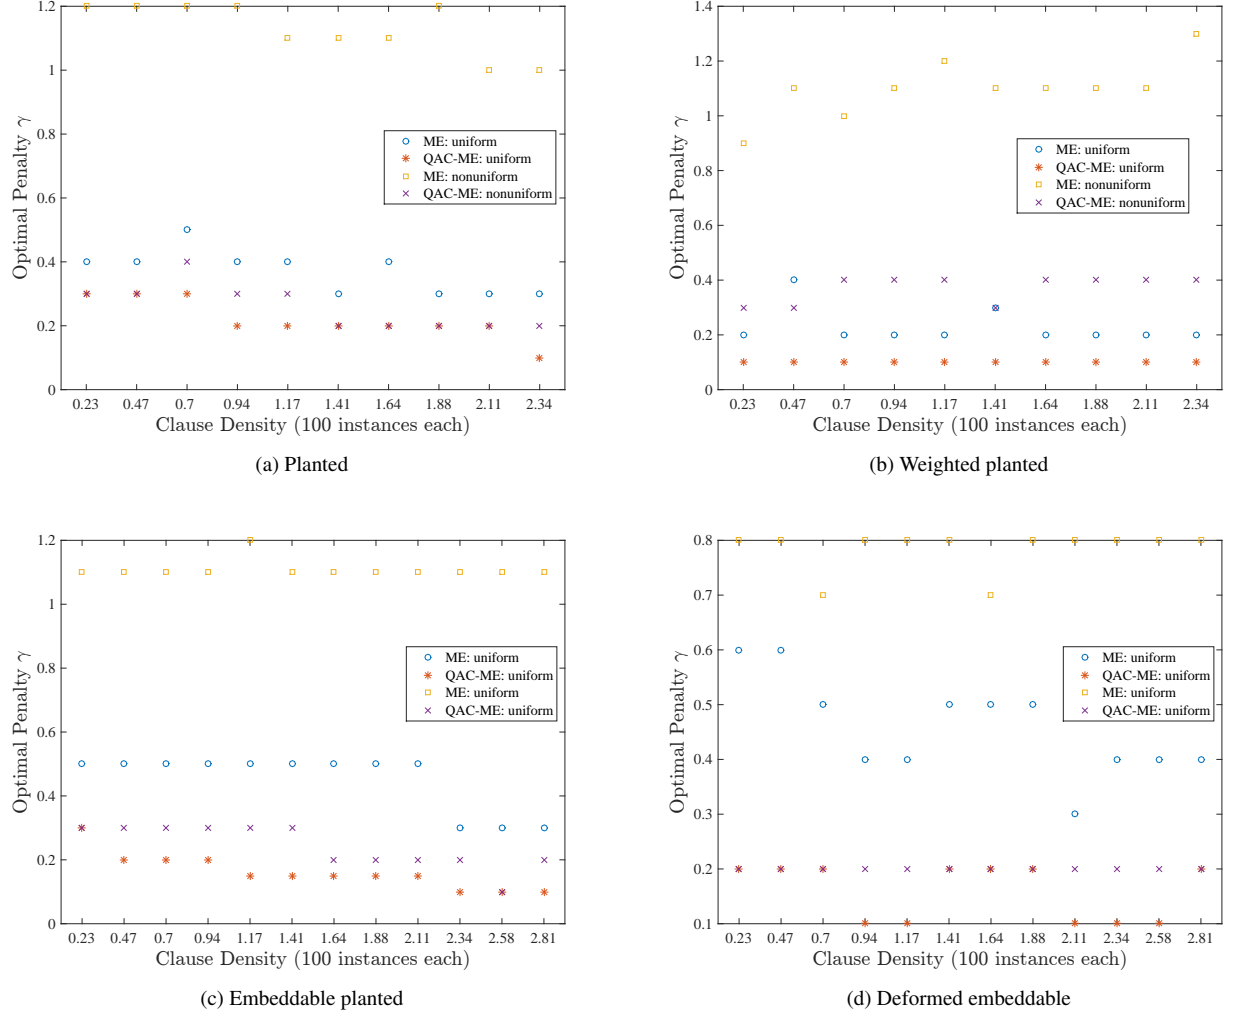 1.2
1
0.8
0.6
0.4
0.2
0
Optimal Penalty γ
ME: uniform
QAC-ME: uniform
ME: nonuniform
QAC-ME: nonuniform
0.23 0.47 0.7 0.94 1.17 1.41 1.64 1.88 2.11 2.34
Clause Density (100 instances each)
(a) Planted
1.4
1.2
1
0.8
0.6
0.4
0.2
0
Optimal Penalty γ
ME: uniform
QAC-ME: uniform
ME: nonuniform
QAC-ME: nonuniform
0.23 0.47 0.7 0.94 1.17 1.41 1.64 1.88 2.11 2.34
Clause Density (100 instances each)
(b) Weighted planted
1.2
1
0.8
0.6
0.4
0.2
0
Optimal Penalty γ
ME: uniform
QAC-ME: uniform
ME: uniform
QAC-ME: uniform
0.23 0.47 0.7 0.94 1.17 1.41 1.64 1.88 2.11 2.34 2.58 2.81
Clause Density (100 instances each)
(c) Embeddable planted
0.8
0.7
0.6
0.5
0.4
0.3
0.2
0.1
Optimal Penalty γ
ME: uniform
QAC-ME: uniform
ME: uniform
QAC-ME: uniform
0.23 0.47 0.7 0.94 1.17 1.41 1.64 1.88 2.11 2.34 2.58 2.81
Clause Density (100 instances each)
(d) Deformed embeddable